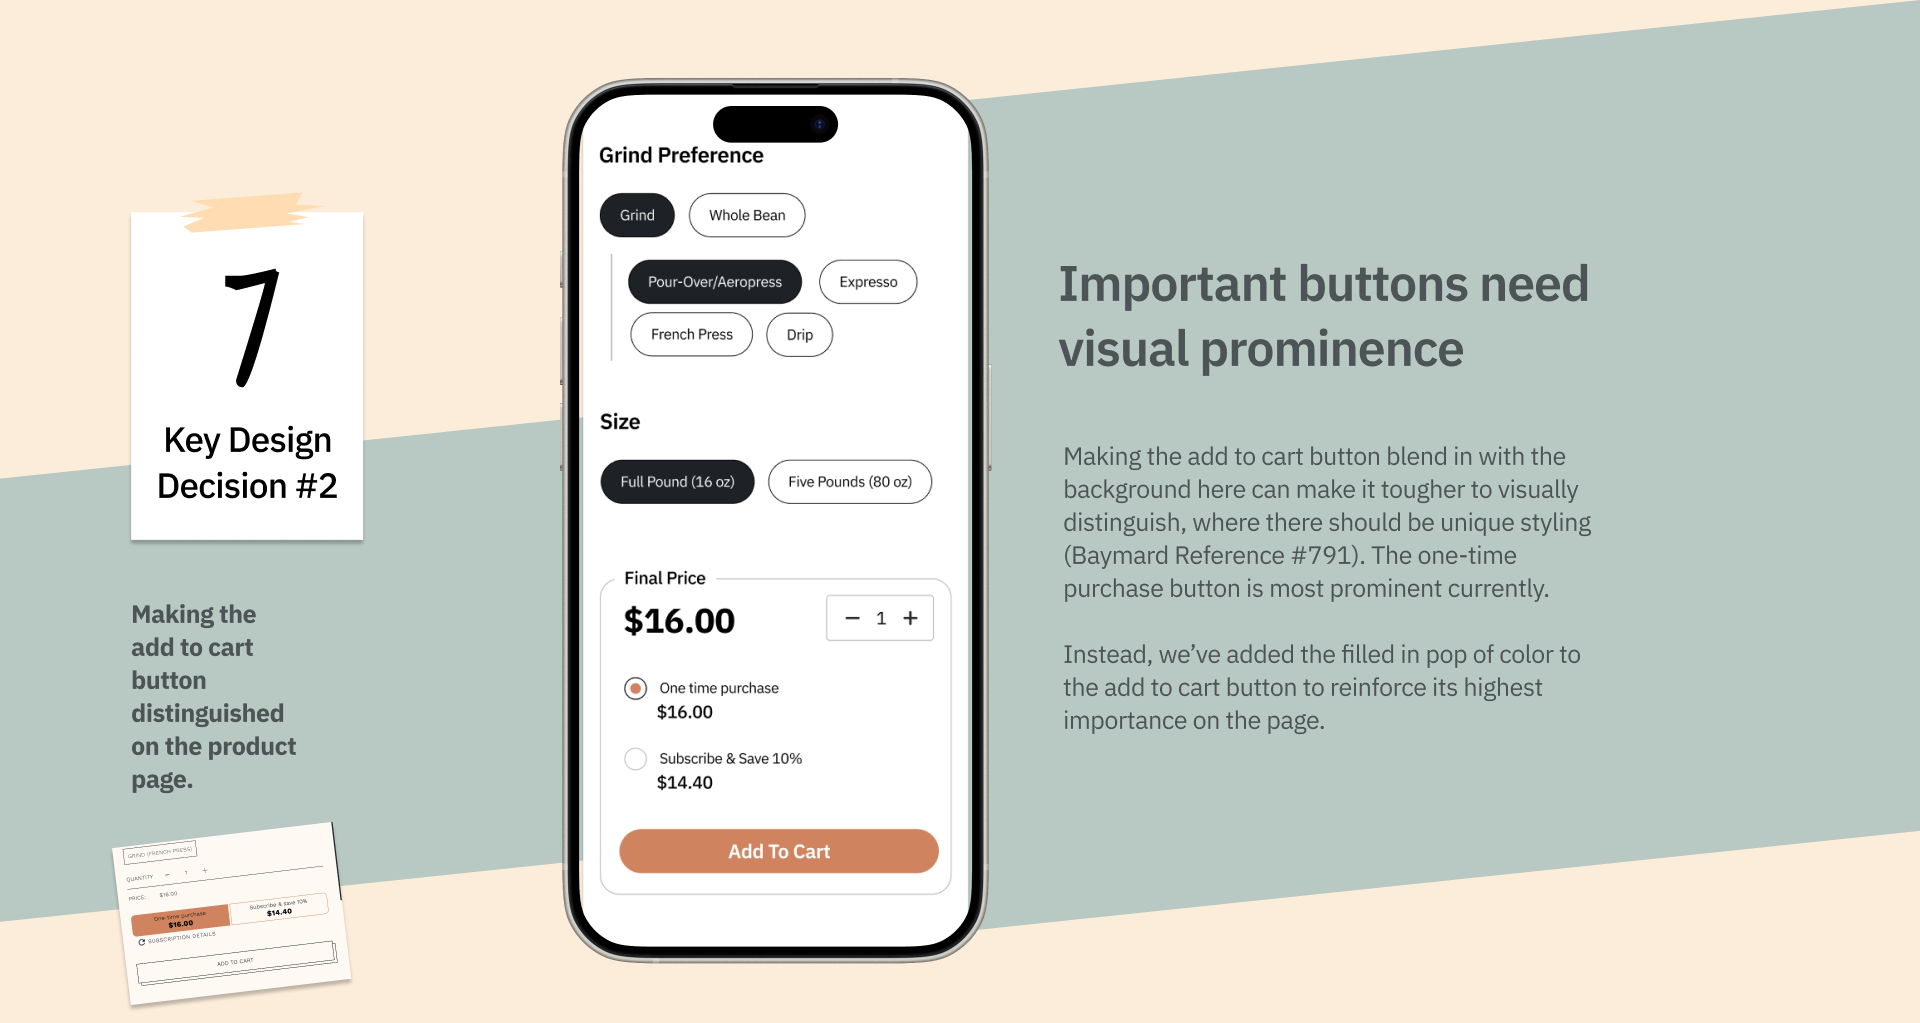 7
Key Design
Decision #2
Making the
add to cart
button
distinguished
on the product
page.
GRIND (FRENCH-PRESS)
QUANTITY − 1 +
PRICE: $16.00
One-time purchase
$16.00
Subscribe & save 10%
$14.40
SUBSCRIPTION DETAILS
ADD TO CART
Grind Preference
Grind
Whole Bean
Pour-Over/Aeropress
Expresso
French Press
Drip
Size
Full Pound (16 oz)
Five Pounds (80 oz)
Final Price
$16.00
− 1 +
One time purchase
$16.00
Subscribe & Save 10%
$14.40
Add To Cart
Important buttons need
visual prominence
Making the add to cart button blend in with the
background here can make it tougher to visually
distinguish, where there should be unique styling
(Baymard Reference #791). The one-time
purchase button is most prominent currently.
Instead, we’ve added the filled in pop of color to
the add to cart button to reinforce its highest
importance on the page.